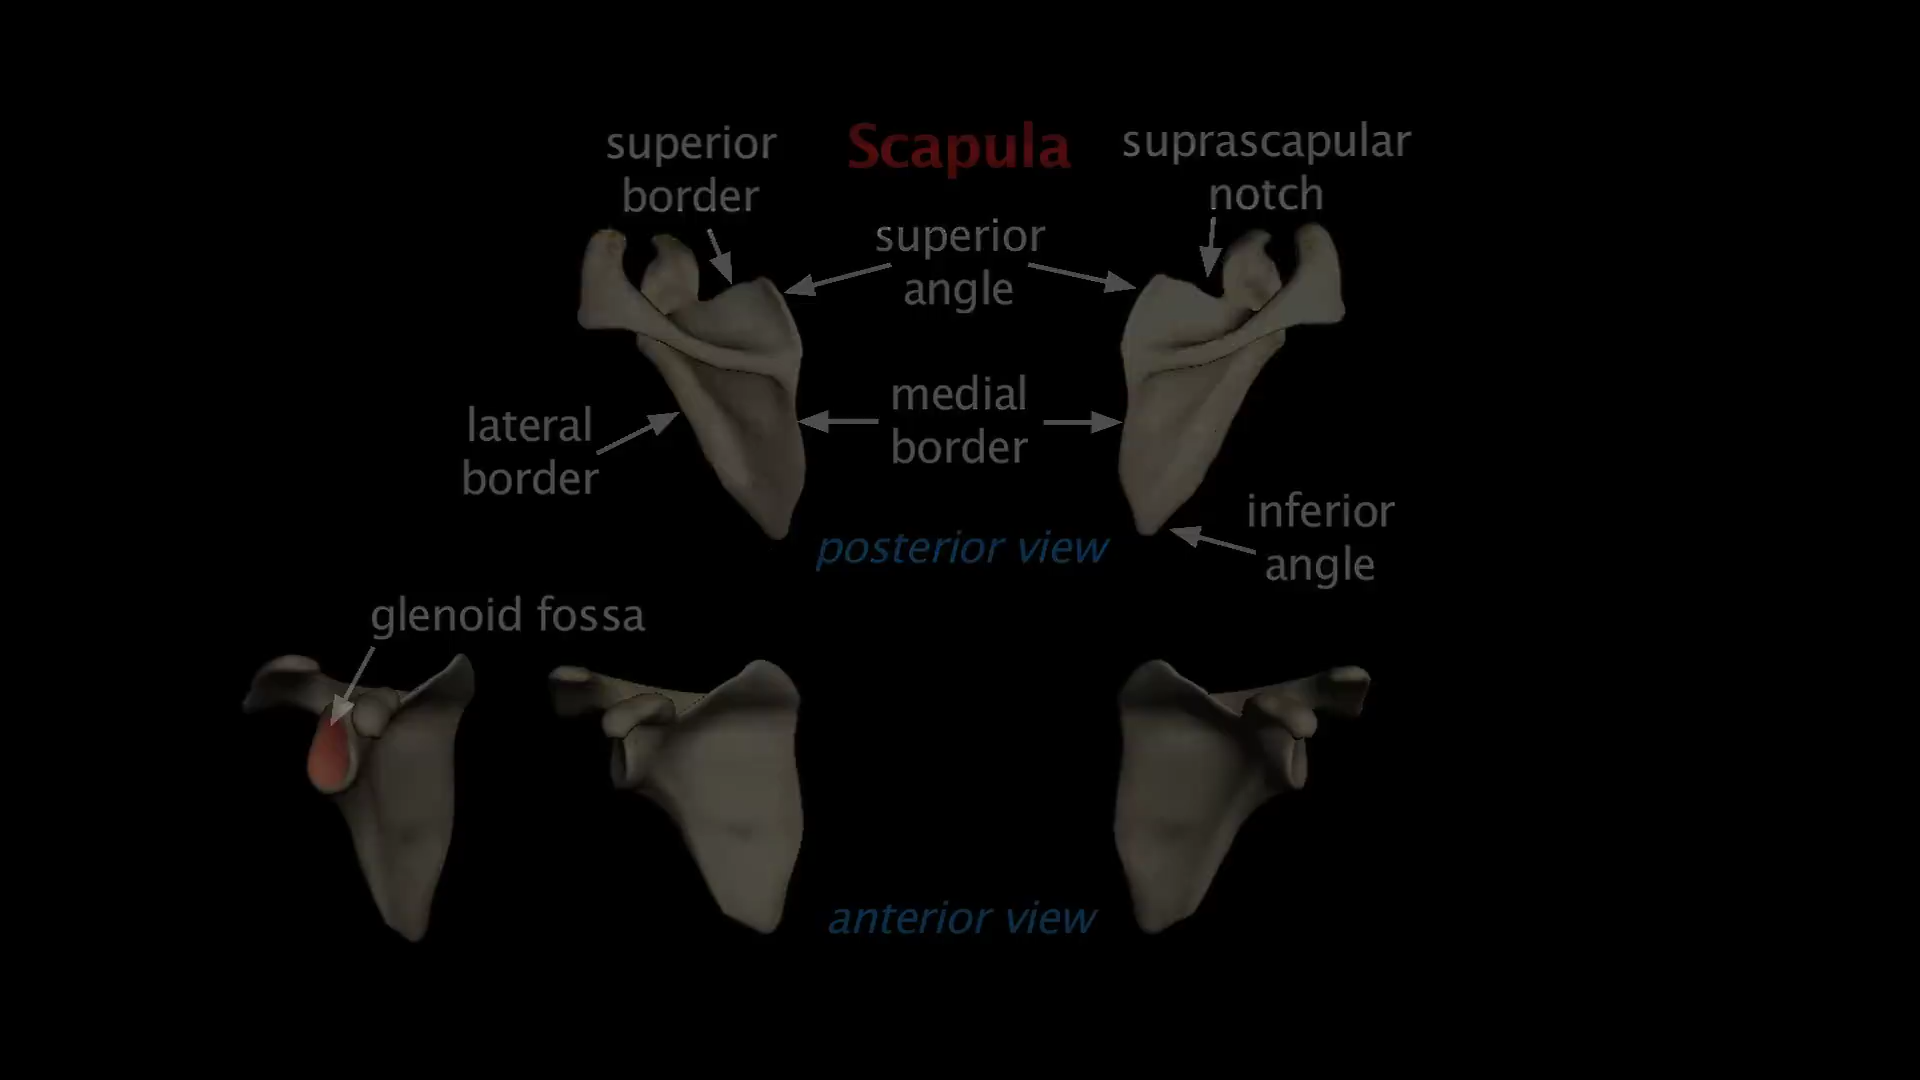 Scapula
superior
border
suprascapular
notch
superior
angle
lateral
border
medial
border
inferior
angle
posterior view
glenoid fossa
anterior view